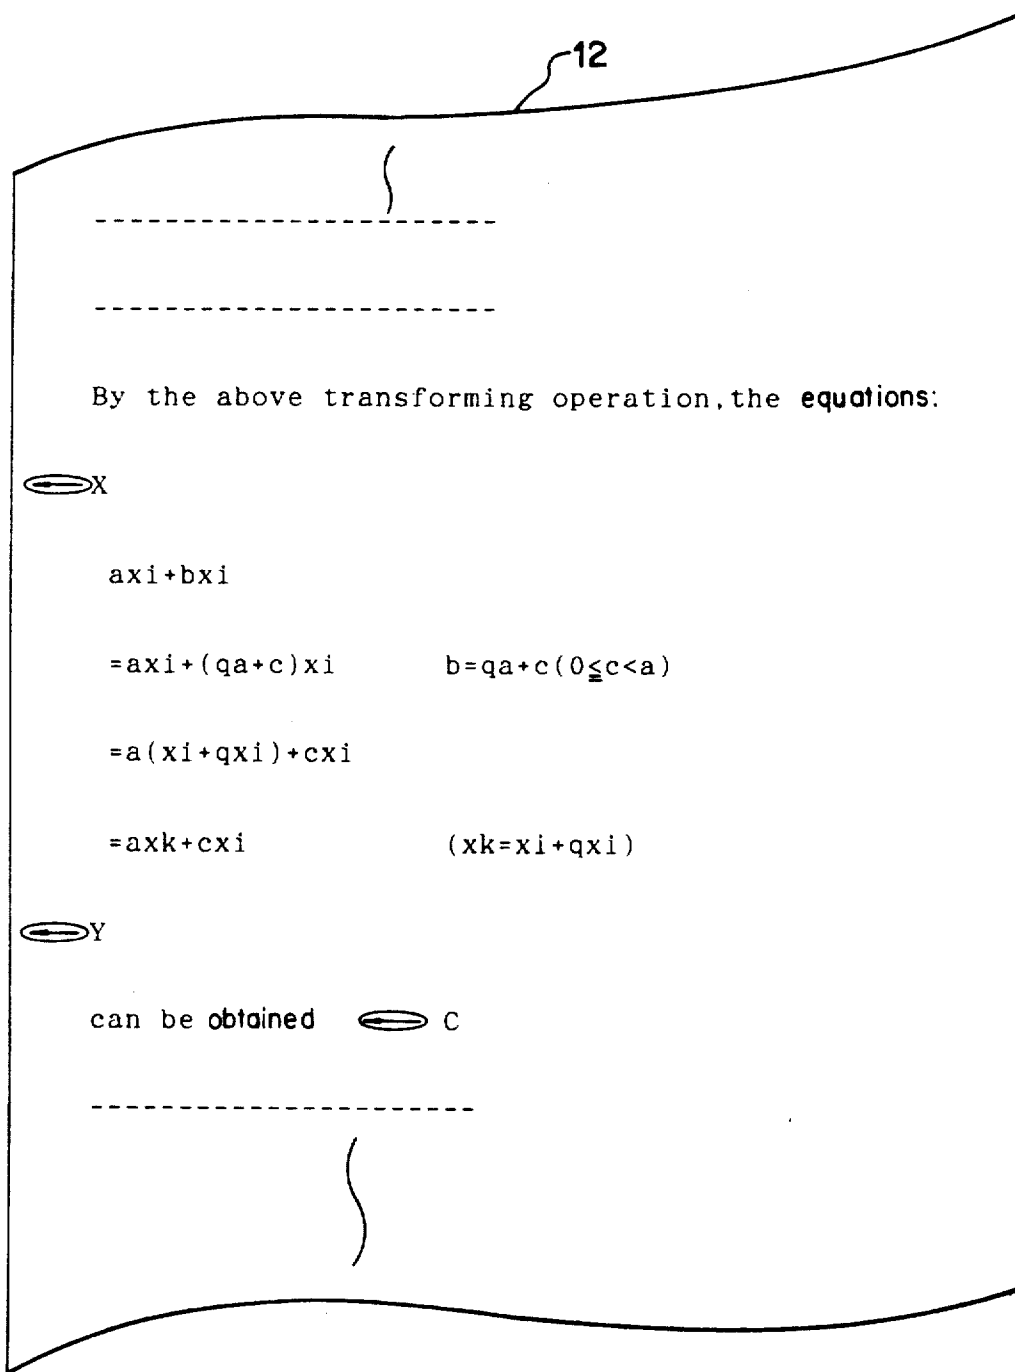 12
By the above transforming operation,the equations:
X
axi+bxi
=axi+(qa+c)xi b=qa+c(0≦c<a)
=a(xi+qxi)+cxi
=axk+cxi (xk=xi+qxi)
Y
can be obtained C